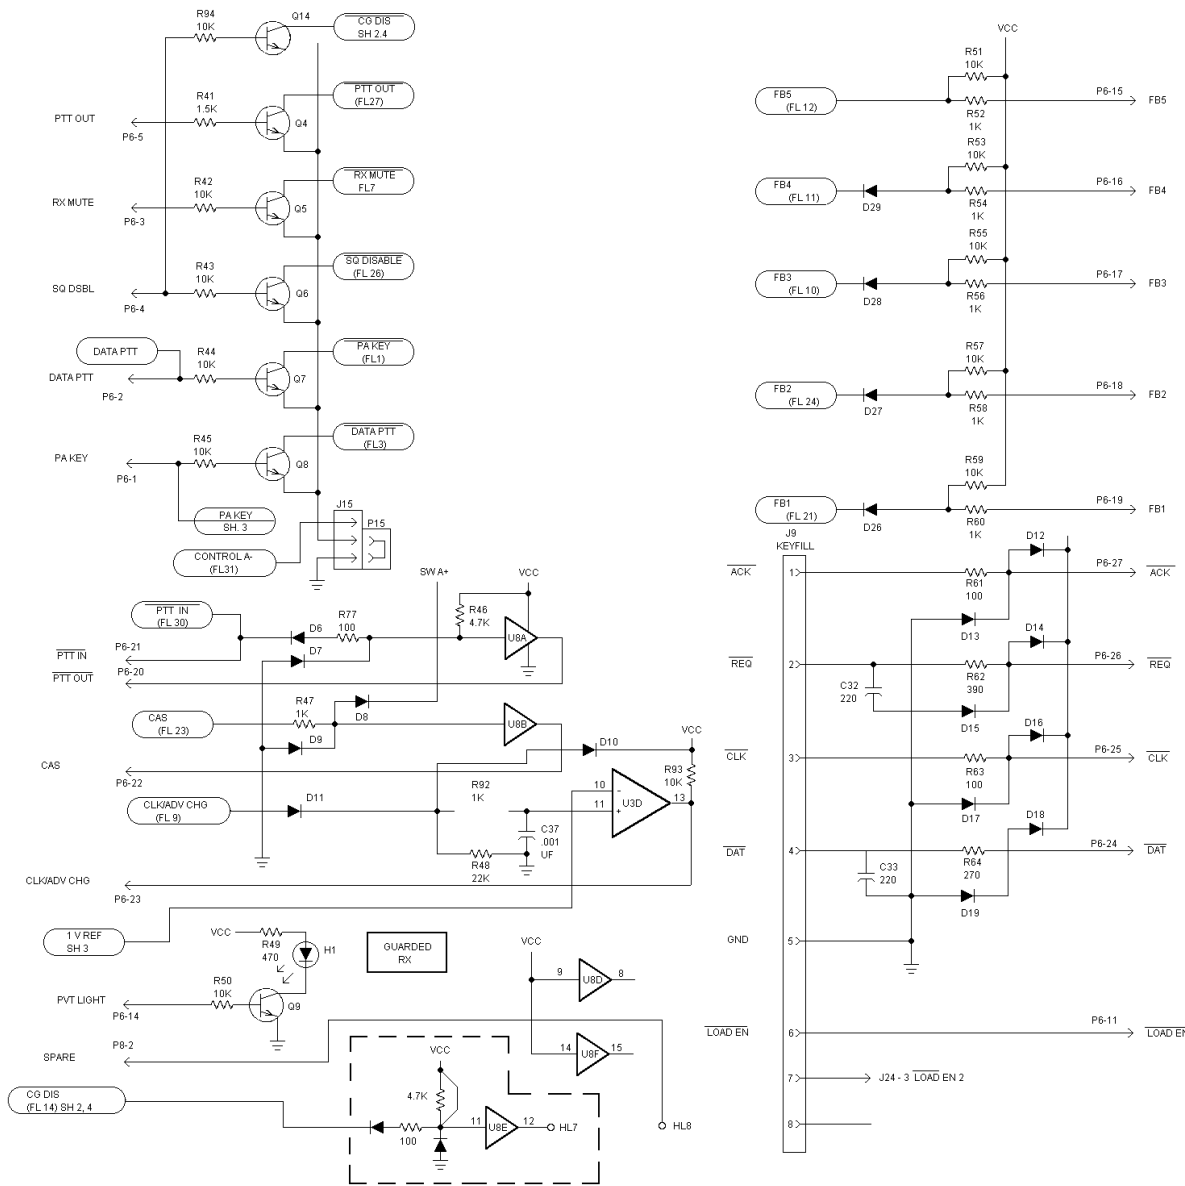 R94
10K
Q14
CG DIS
SH 2.4
PTT OUT
P6-5
R41
1.5K
Q4
PTT OUT
(FL27)
RX MUTE
P6-3
R42
10K
Q5
RX MUTE
FL7
SQ DSBL
P6-4
R43
10K
Q6
SQ DISABLE
(FL 26)
DATA PTT
DATA PTT
P6-2
R44
10K
Q7
PA KEY
(FL1)
PA KEY
P6-1
R45
10K
Q8
DATA PTT
(FL3)
PA KEY
SH. 3
J15
P15
CONTROL A-
(FL31)
SW A+
VCC
PTT IN
(FL 30)
D6
R77
100
R46
4.7K
U8A
D7
PTT IN
P6-21
P6-20
PTT OUT
CAS
(FL 23)
R47
1K
D8
D9
U8B
CAS
P6-22
D10
VCC
R93
10K
CLK/ADV CHG
(FL 9)
D11
R92
1K
10
-
11
+
U3D
13
C37
.001
UF
R48
22K
CLK/ADV CHG
P6-23
1 V REF
SH 3
VCC
R49
470
H1
GUARDED
RX
PVT LIGHT
P6-14
R50
10K
Q9
VCC
9
U8D
8
14
U8F
15
SPARE
P8-2
CG DIS
(FL 14) SH 2, 4
VCC
4.7K
100
11
U8E
12
HL7
HL8
VCC
R51
10K
FB5
(FL 12)
R52
1K
P6-15
FB5
R53
10K
FB4
(FL 11)
D29
R54
1K
P6-16
FB4
R55
10K
FB3
(FL 10)
D28
R56
1K
P6-17
FB3
R57
10K
FB2
(FL 24)
D27
R58
1K
P6-18
FB2
R59
10K
FB1
(FL 21)
D26
R60
1K
P6-19
FB1
J9
KEYFILL
D12
ACK
1
R61
100
P6-27
ACK
D13
D14
REQ
2
C32
220
R62
390
P6-26
REQ
D15
D16
CLK
3
R63
100
P6-25
CLK
D17
D18
DAT
4
C33
220
R64
270
P6-24
DAT
D19
GND
5
LOAD EN
6
P6-11
LOAD EN
7
J24 - 3 LOAD EN 2
8